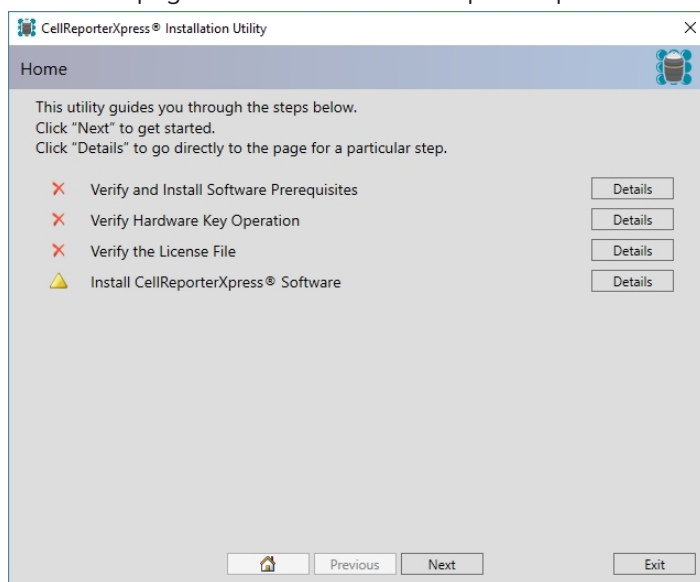 CellReporterXpress® Installation Utility
Home
This utility guides you through the steps below.
Click “Next” to get started.
Click “Details” to go directly to the page for a particular step.
Verify and Install Software Prerequisites Details
Verify Hardware Key Operation Details
Verify the License File Details
Install CellReporterXpress® Software Details
Previous Next Exit